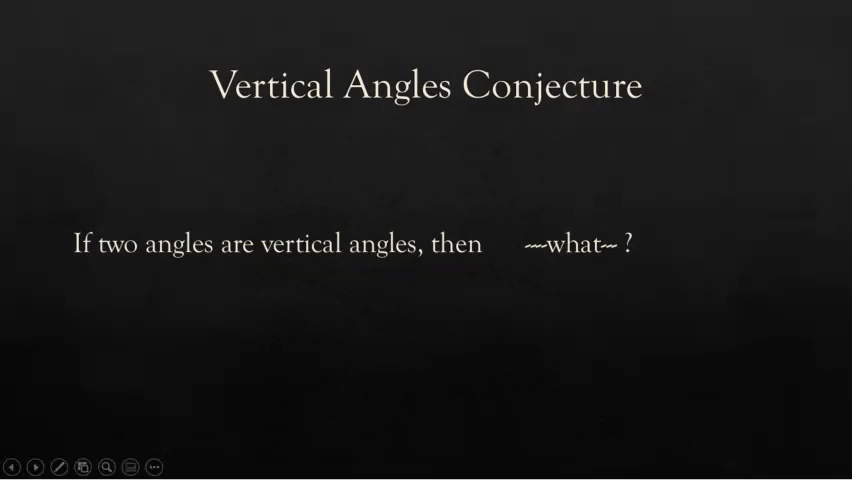 Vertical Angles Conjecture
If two angles are vertical angles, then ----what-- ?